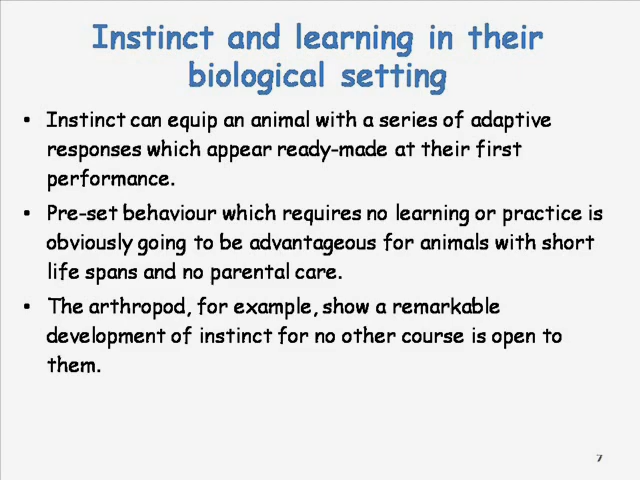 Instinct and learning in their
biological setting
• Instinct can equip an animal with a series of adaptive
responses which appear ready-made at their first
performance.
• Pre-set behaviour which requires no learning or practice is
obviously going to be advantageous for animals with short
life spans and no parental care.
• The arthropod, for example, show a remarkable
development of instinct for no other course is open to
them.
7